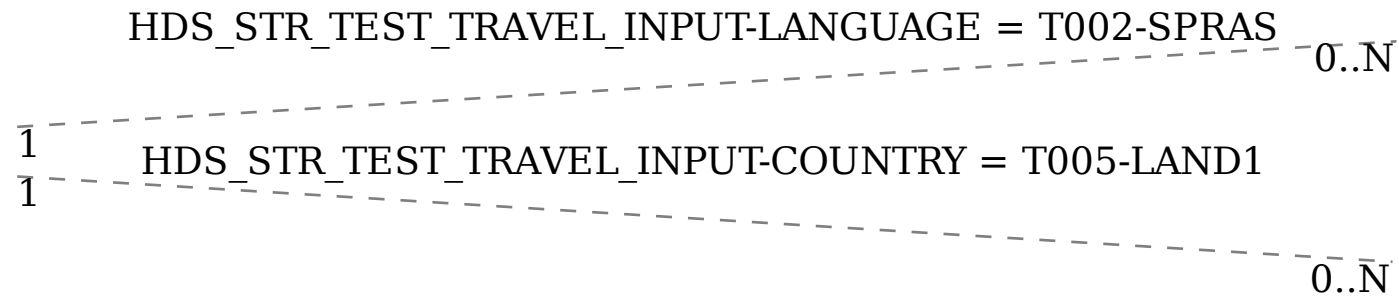 HDS_STR_TEST_TRAVEL_INPUT-LANGUAGE = T002-SPRAS
0..N
1
HDS_STR_TEST_TRAVEL_INPUT-COUNTRY = T005-LAND1
1
0..N